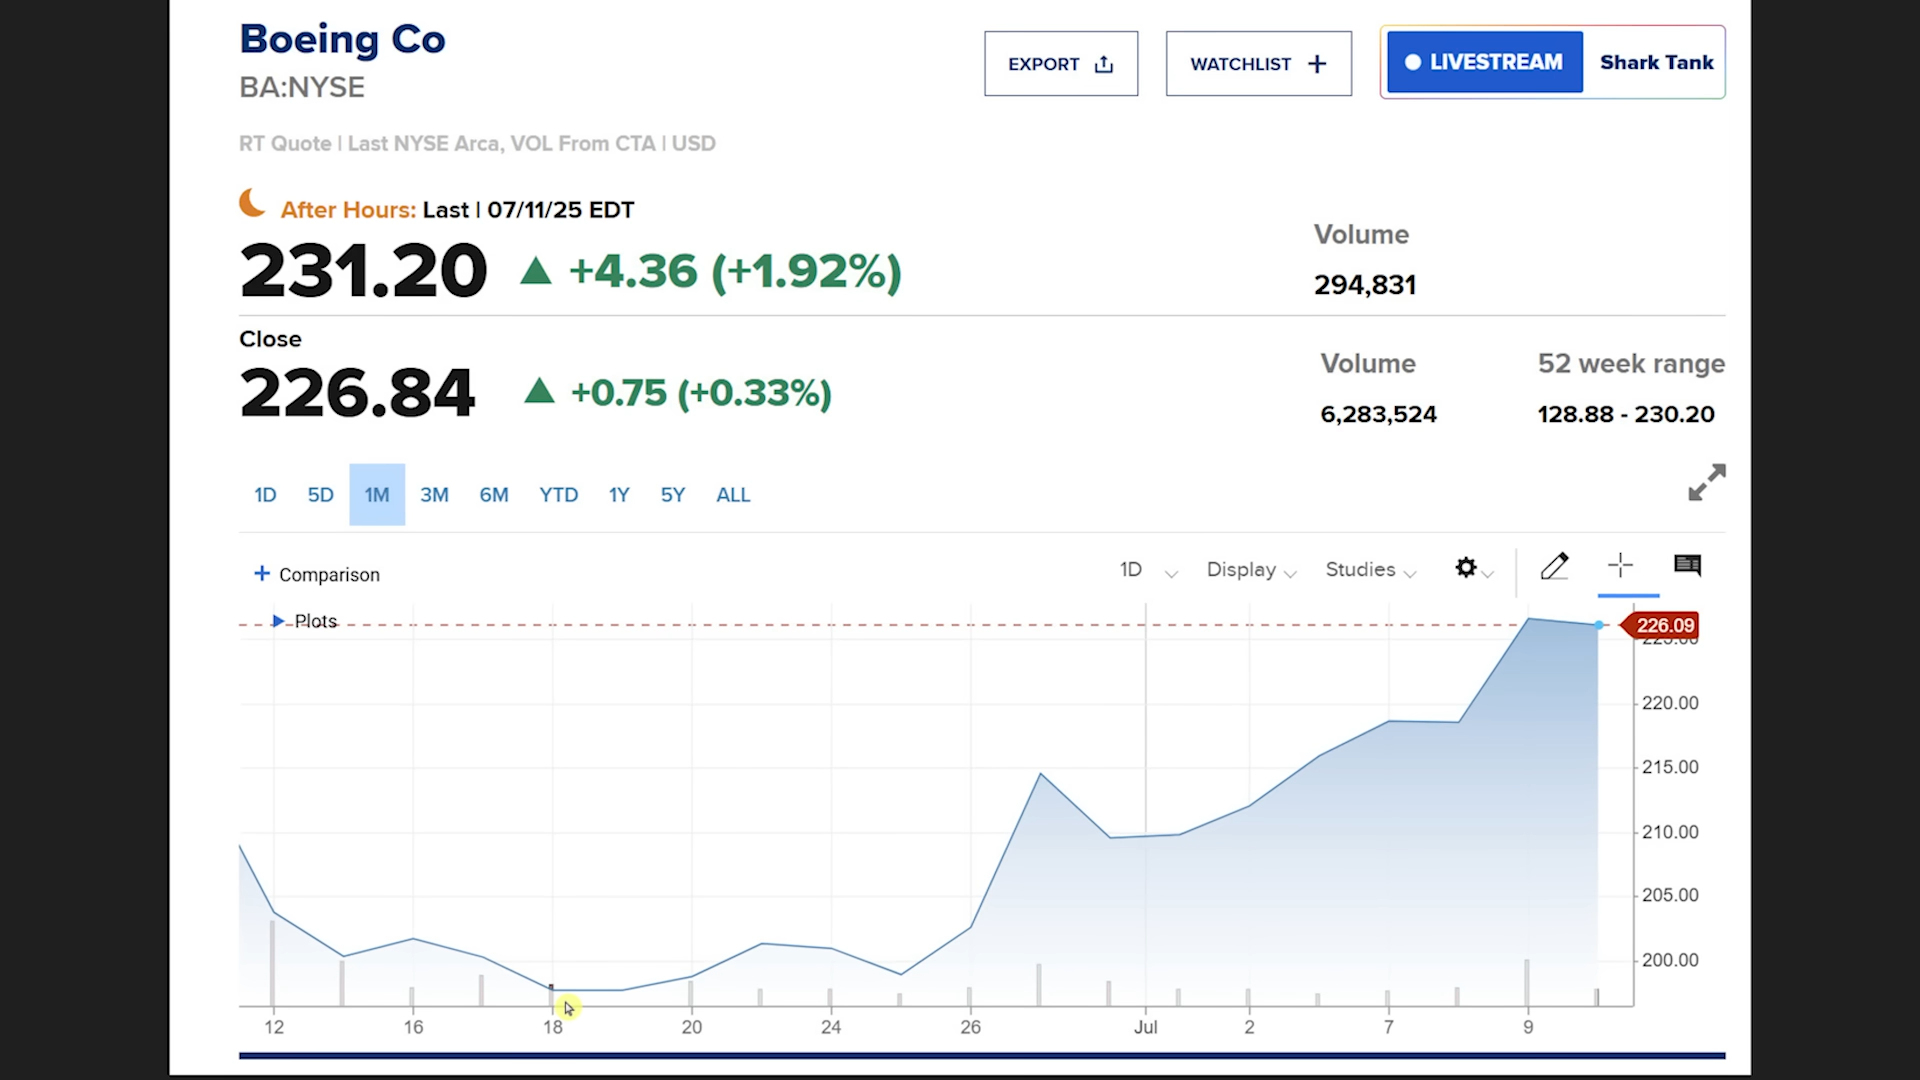 Boeing Co
BA:NYSE
EXPORT
WATCHLIST +
LIVESTREAM
Shark Tank
RT Quote | Last NYSE Arca, VOL From CTA | USD
After Hours: Last | 07/11/25 EDT
231.20 ▲ +4.36 (+1.92%)
Volume
294,831
Close
226.84 ▲ +0.75 (+0.33%)
Volume
6,283,524
52 week range
128.88 - 230.20
1D 5D 1M 3M 6M YTD 1Y 5Y ALL
+ Comparison
1D Display Studies
Plots
226.09
225.00
220.00
215.00
210.00
205.00
200.00
12 16 18 20 24 26 Jul 2 7 9